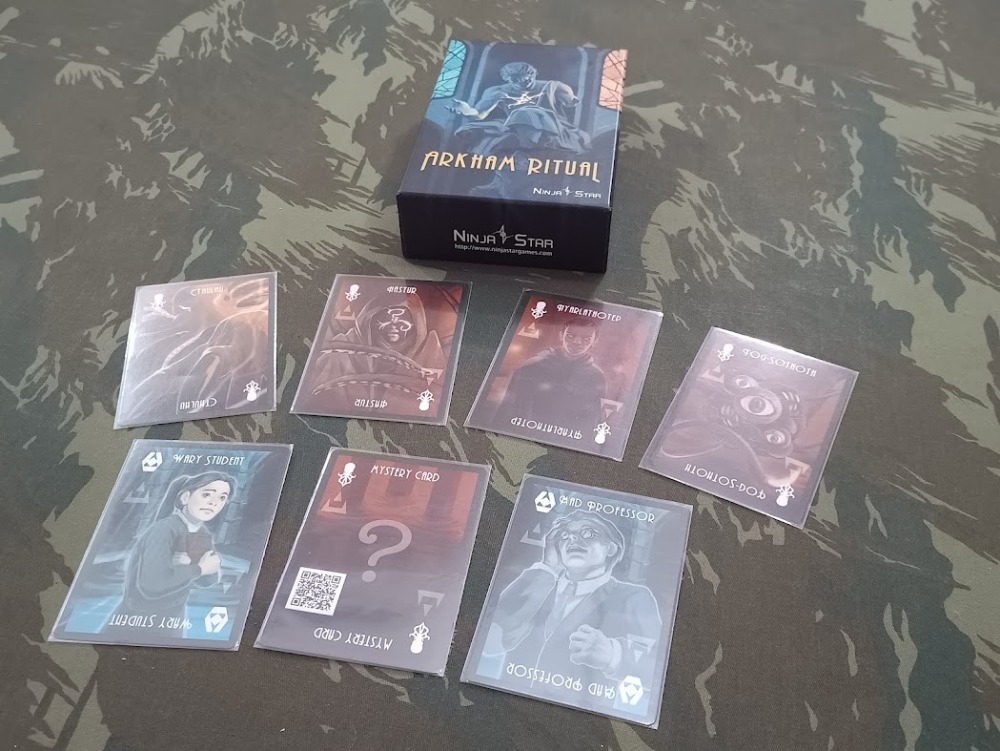 ARKHAM RITUAL
NINJA STAR
NINJA STAR
http://www.ninjastargames.com
CTHULHU
CTHULHU
HASTUR
HASTUR
NYARLATHOTEP
NYARLATHOTEP
YOG-SOTHOTH
YOG-SOTHOTH
WARY STUDENT
WARY STUDENT
MYSTERY CARD
?
MYSTERY CARD
MAD PROFESSOR
MAD PROFESSOR